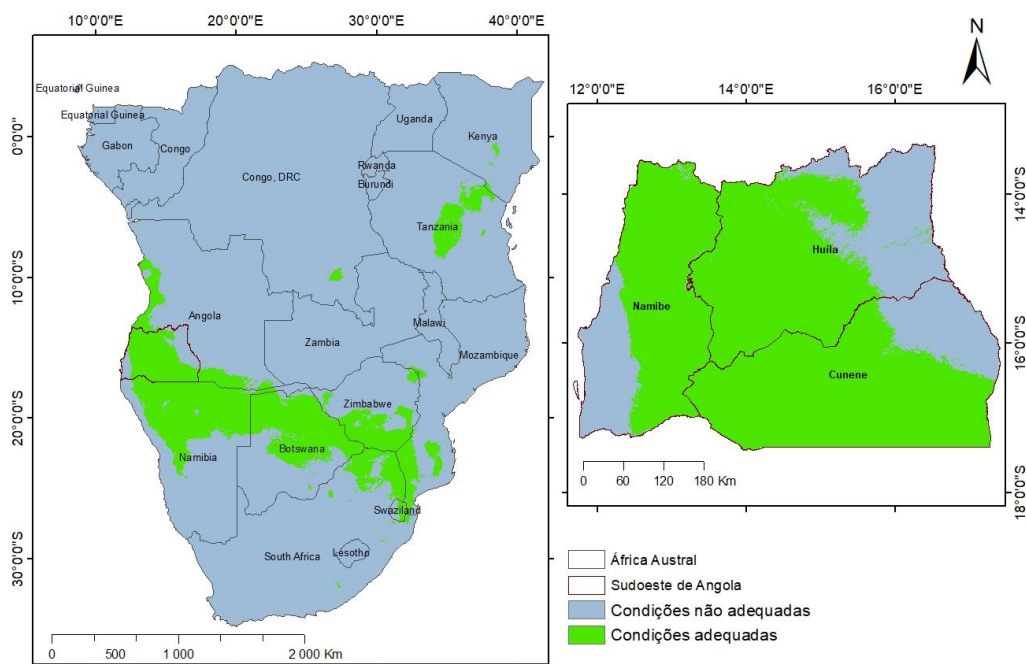 10°0'0"E
20°0'0"E
30°0'0"E
40°0'0"E
0°0'0"
10°0'0"S
20°0'0"S
30°0'0"S
Equatorial Guinea
Equatorial Guinea
Gabon
Congo
Congo, DRC
Uganda
Kenya
Rwanda
Burundi
Tanzania
Angola
Zambia
Malawi
Mozambique
Zimbabwe
Namibia
Botswana
Swaziland
South Africa
Lesotho
0 500 1 000 2 000 Km
N
12°0'0"E
14°0'0"E
16°0'0"E
14°0'0"S
16°0'0"S
18°0'0"S
Huila
Namibe
Cunene
0 60 120 180 Km
África Austral
Sudoeste de Angola
Condições não adequadas
Condições adequadas